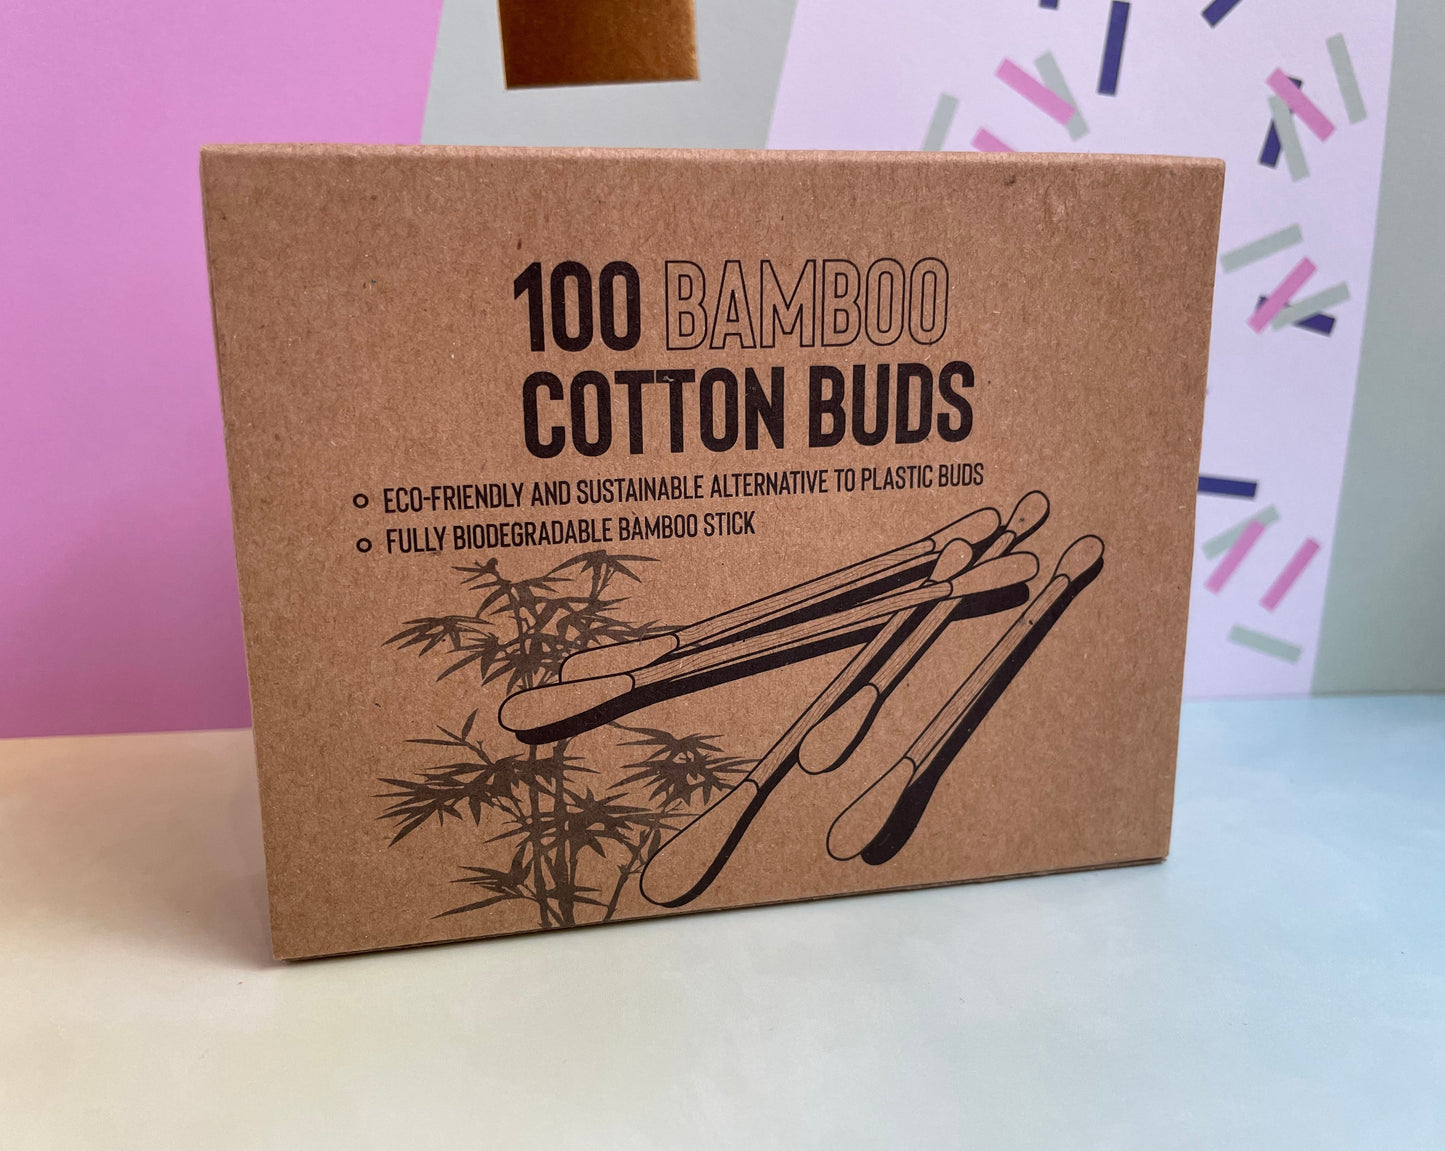 100 BAMBOO
COTTON BUDS
ECO-FRIENDLY AND SUSTAINABLE ALTERNATIVE TO PLASTIC BUDS
FULLY BIODEGRADABLE BAMBOO STICK